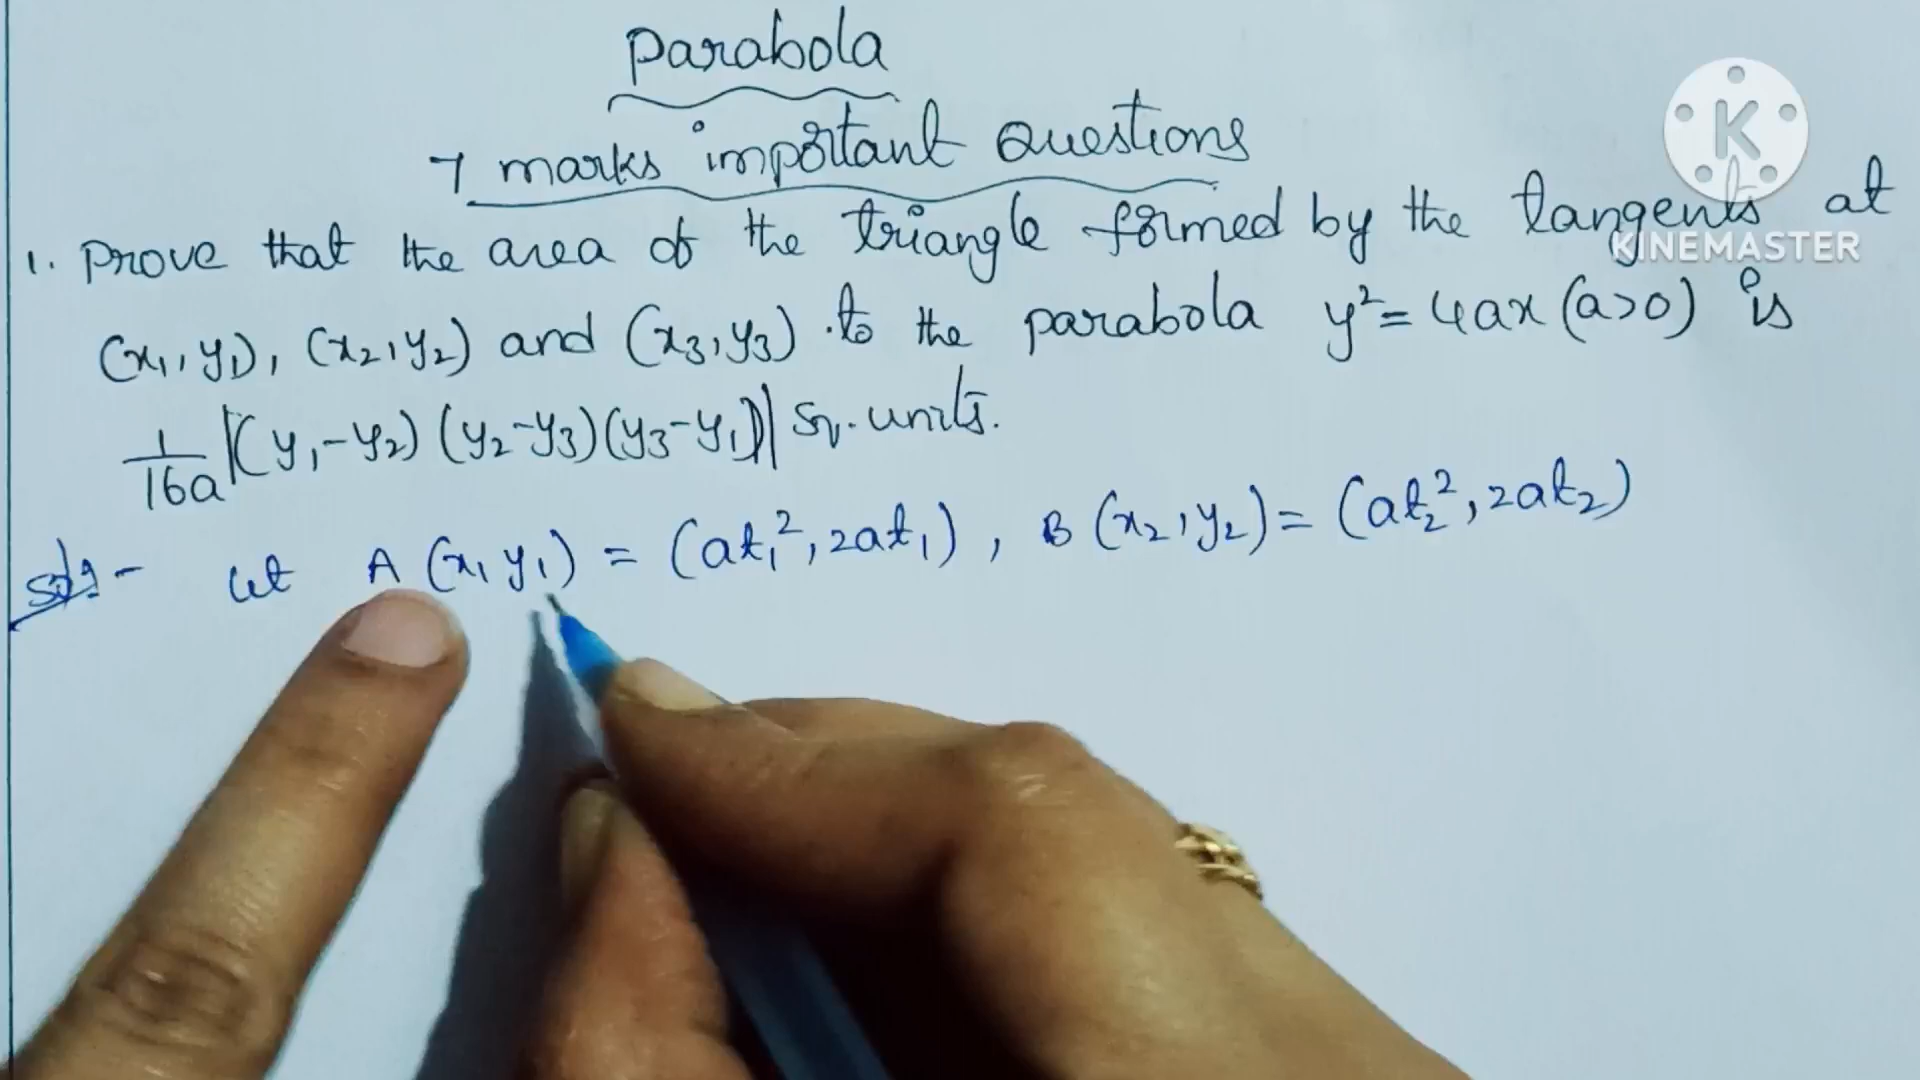 Parabola
7 marks important Questions
1. Prove that the area of the triangle formed by the tangents at
(x₁, y₁), (x₂, y₂) and (x₃, y₃) to the parabola y² = 4ax (a>0) is
1/16a |(y₁-y₂) (y₂-y₃)(y₃-y₁)| Sq. units.
Sol:- Let A (x₁ y₁) = (at₁², 2at₁), B (x₂, y₂) = (at₂², 2at₂)
K
KINEMASTER